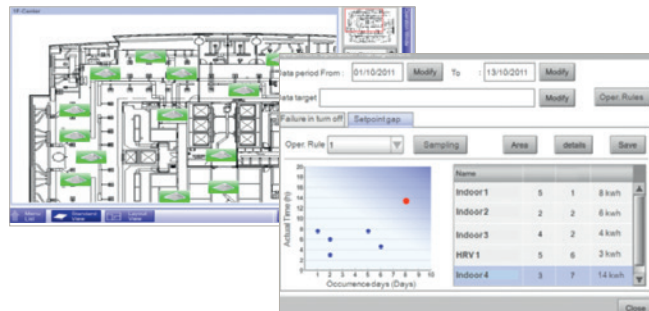 1F-Center
Menu List
Standard View
Layout View
Data period From : 01/10/2011 Modify To : 13/10/2011 Modify
Data target Modify Oper. Rules
Failure in turn off Setpoint gap
Oper. Rule 1 Sampling Area details Save
Actual Time (h)
20
18
16
14
12
10
8
6
4
2
0
1 2 3 4 5 6 7 8 9 10
Occurrence days (Days)
Name
Indoor 1 5 1 8 kwh
Indoor 2 2 2 6 kwh
Indoor 3 4 2 4 kwh
HRV 1 5 6 3 kwh
Indoor 4 3 7 14 kwh
Close